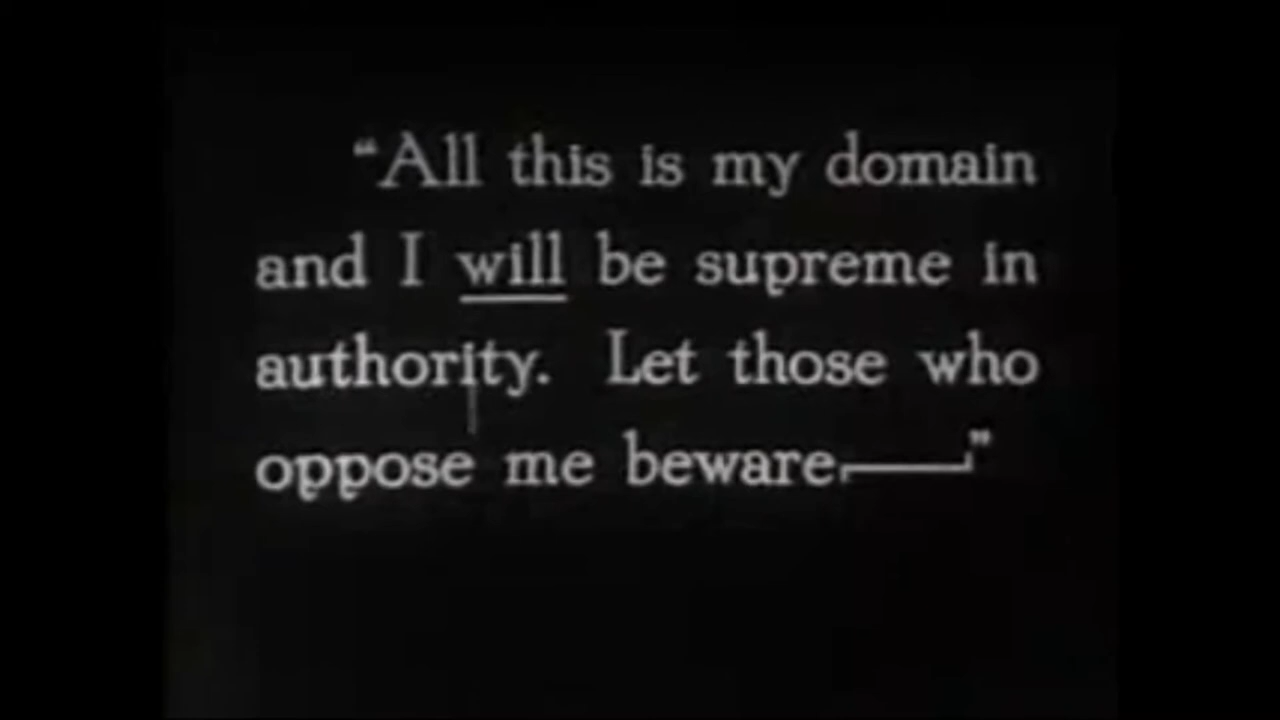 "All this is my domain
and I will be supreme in
authority. Let those who
oppose me beware——"